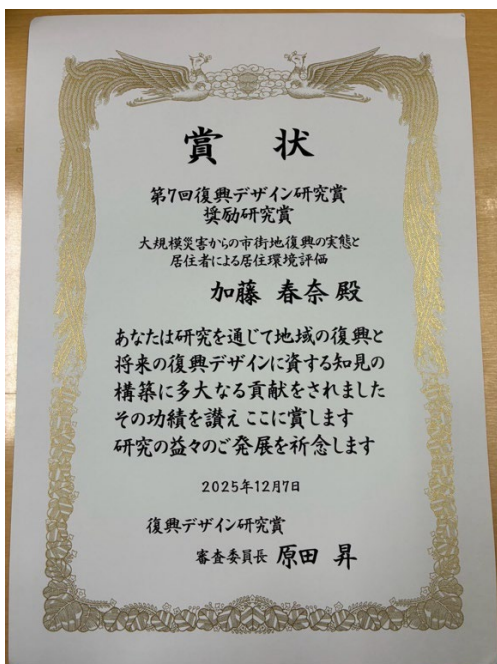 賞 状
第7回復興デザイン研究賞
奨励研究賞
大規模災害からの市街地復興の実態と
居住者による居住環境評価
加藤 春奈 殿
あなたは研究を通じて地域の復興と
将来の復興デザインに資する知見の
構築に多大なる貢献をされました
その功績を讃え ここに賞します
研究の益々のご発展を祈念します
2025年12月7日
復興デザイン研究賞
審査委員長 原田 昇